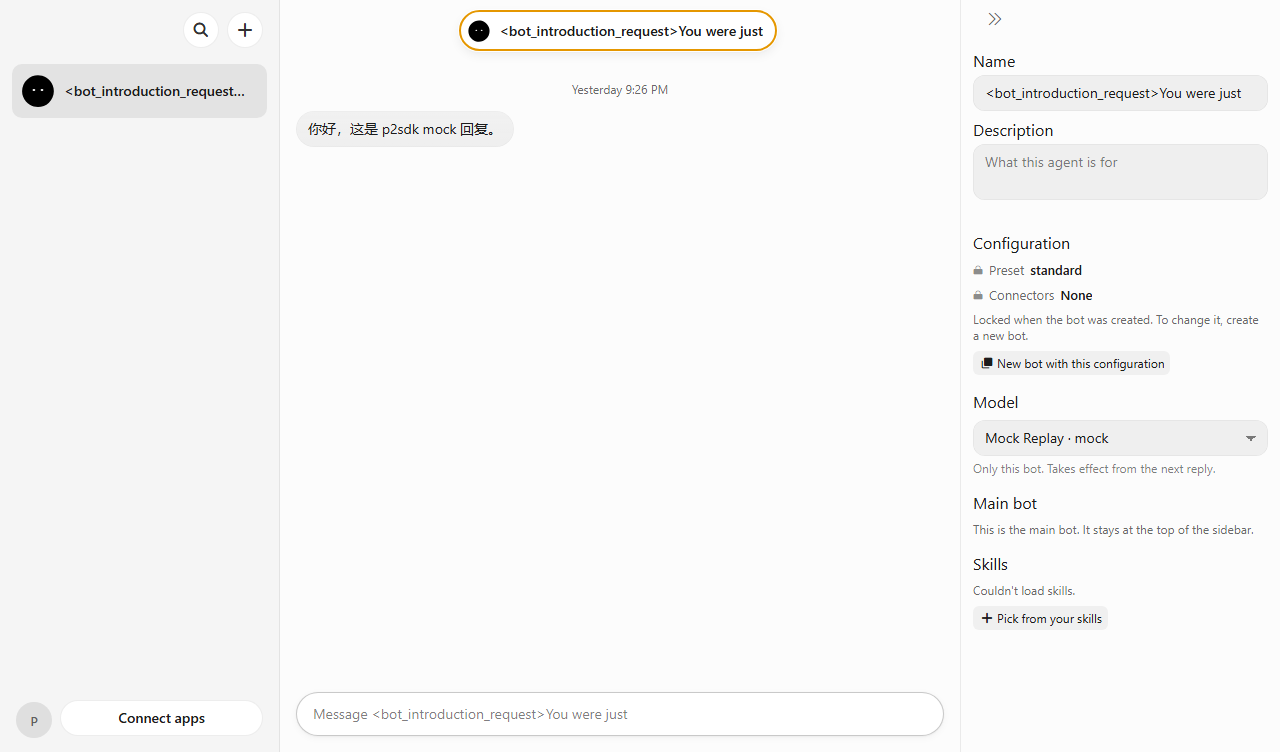 <bot_introduction_request>You were just
<bot_introduction_request...
Yesterday 9:26 PM
你好，这是 p2sdk mock 回复。
Message <bot_introduction_request>You were just
P
Connect apps
Name
<bot_introduction_request>You were just
Description
What this agent is for
Configuration
Preset standard
Connectors None
Locked when the bot was created. To change it, create
a new bot.
New bot with this configuration
Model
Mock Replay · mock
Only this bot. Takes effect from the next reply.
Main bot
This is the main bot. It stays at the top of the sidebar.
Skills
Couldn't load skills.
Pick from your skills